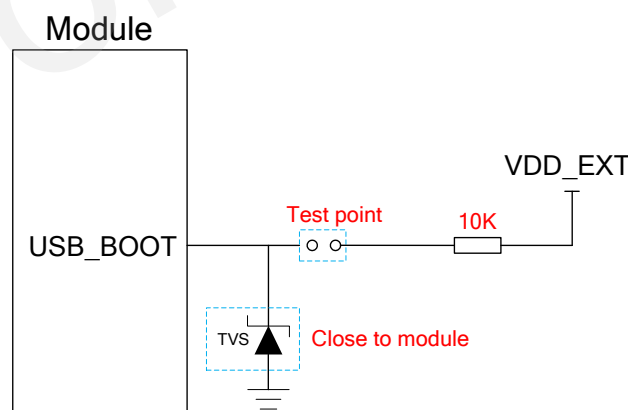 Module
VDD_EXT
Test point
10K
USB_BOOT
TVS
Close to module